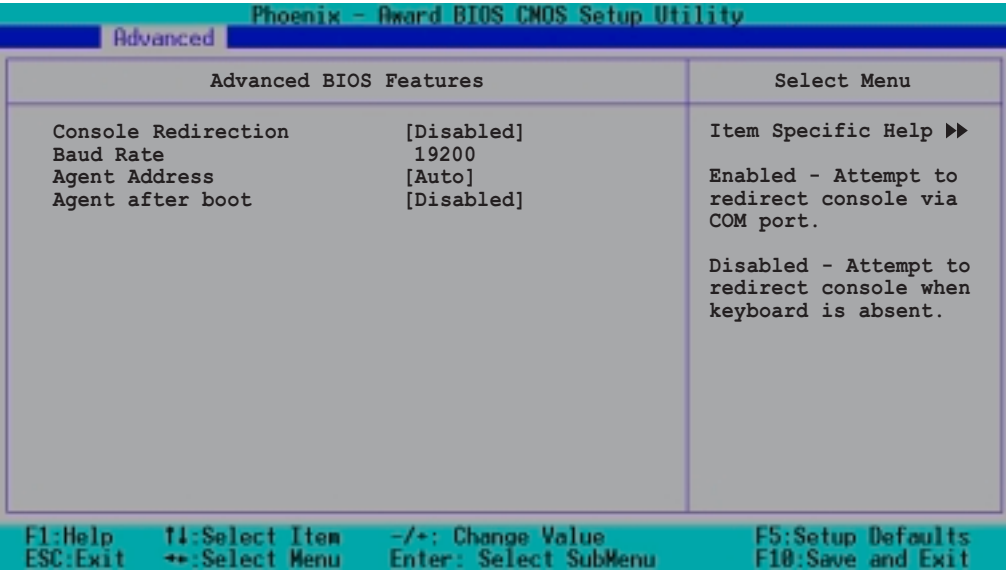 Phoenix - Award BIOS CMOS Setup Utility
Advanced
Advanced BIOS Features
Select Menu
Console Redirection [Disabled]
Baud Rate 19200
Agent Address [Auto]
Agent after boot [Disabled]
Item Specific Help ▶▶
Enabled - Attempt to
redirect console via
COM port.
Disabled - Attempt to
redirect console when
keyboard is absent.
F1:Help ↑↓:Select Item -/+: Change Value F5:Setup Defaults
ESC:Exit ←→:Select Menu Enter: Select SubMenu F10:Save and Exit